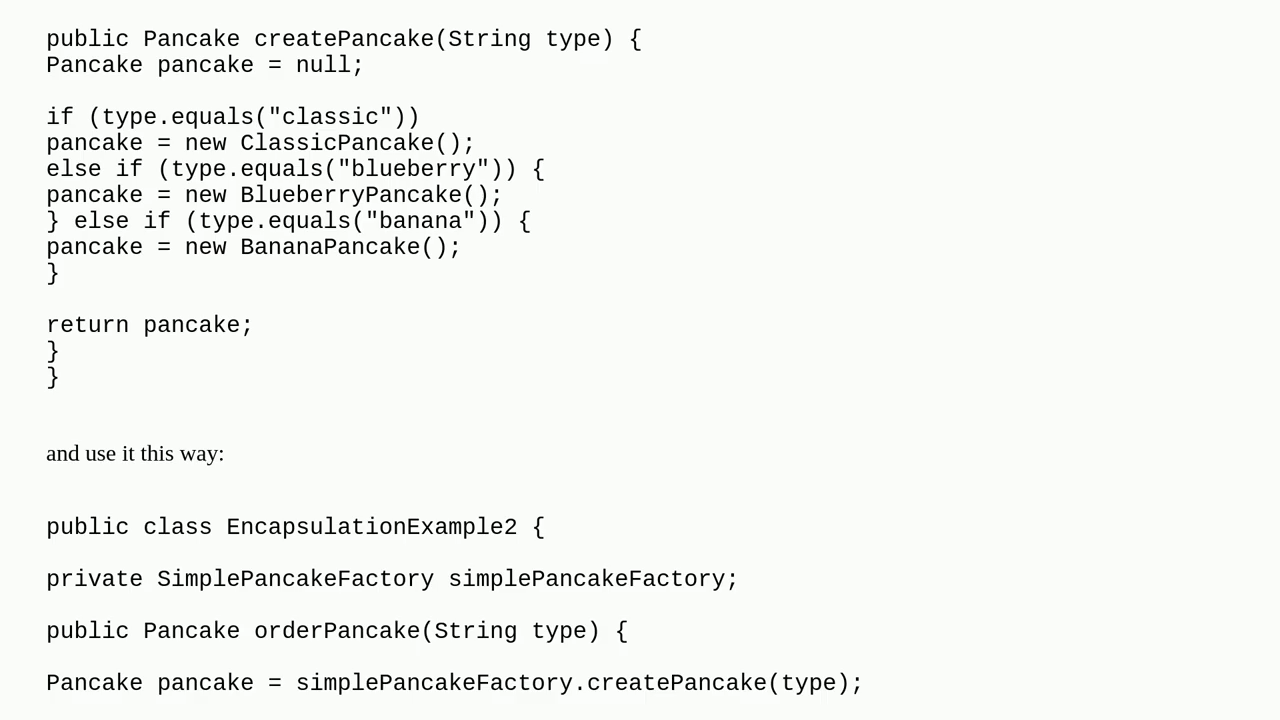 public Pancake createPancake(String type) {
Pancake pancake = null;
if (type.equals("classic"))
pancake = new ClassicPancake();
else if (type.equals("blueberry")) {
pancake = new BlueberryPancake();
} else if (type.equals("banana")) {
pancake = new BananaPancake();
}
return pancake;
}
}
and use it this way:
public class EncapsulationExample2 {
private SimplePancakeFactory simplePancakeFactory;
public Pancake orderPancake(String type) {
Pancake pancake = simplePancakeFactory.createPancake(type);